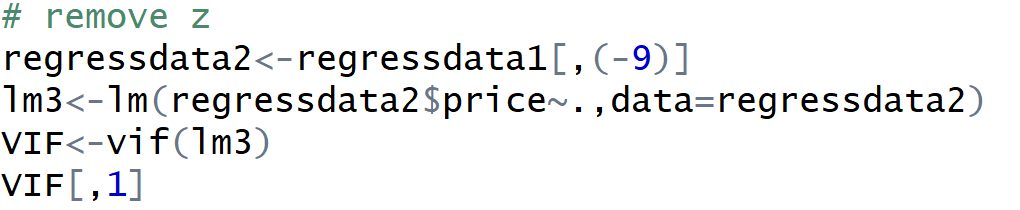 # remove z
regressdata2<-regressdata1[,(-9)]
lm3<-lm(regressdata2$price~.,data=regressdata2)
VIF<-vif(lm3)
VIF[,1]